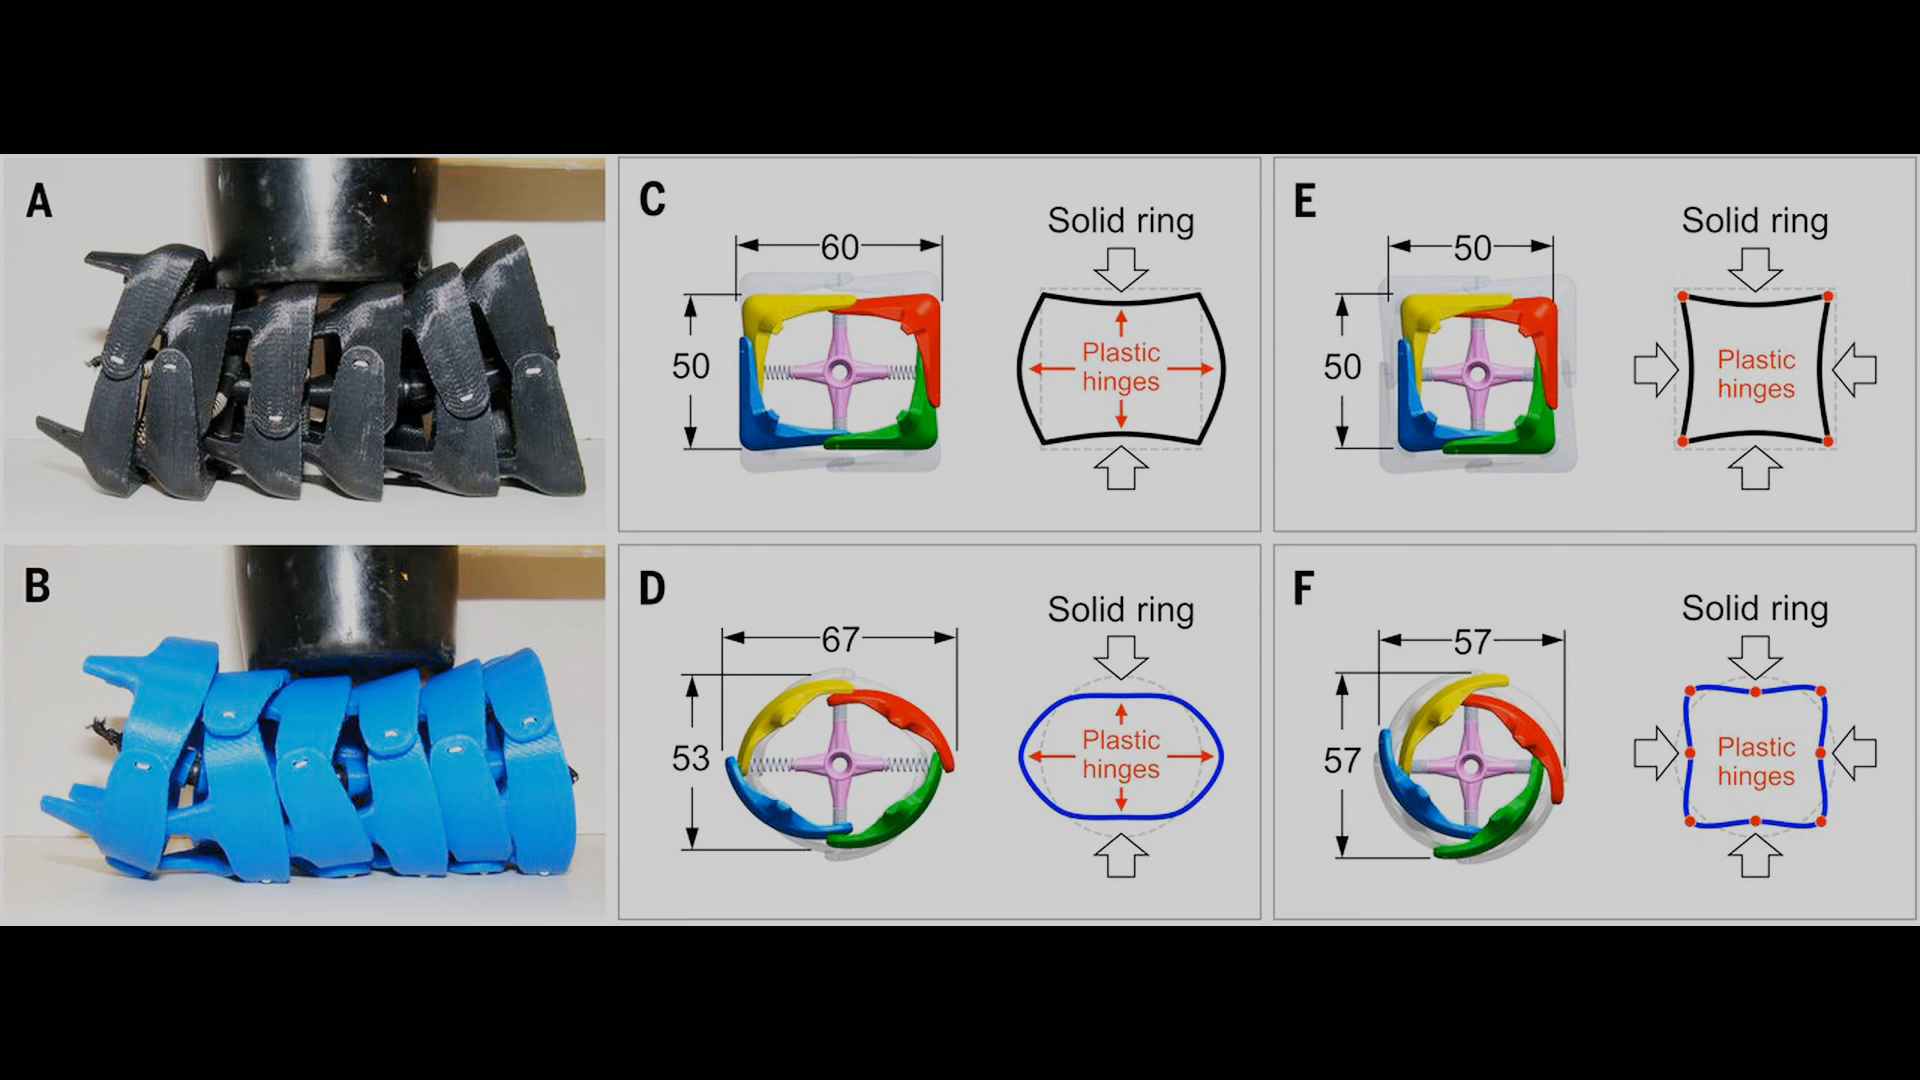 A
B
C
60
50
Solid ring
Plastic
hinges
D
67
53
Solid ring
Plastic
hinges
E
50
50
Solid ring
Plastic
hinges
F
57
57
Solid ring
Plastic
hinges